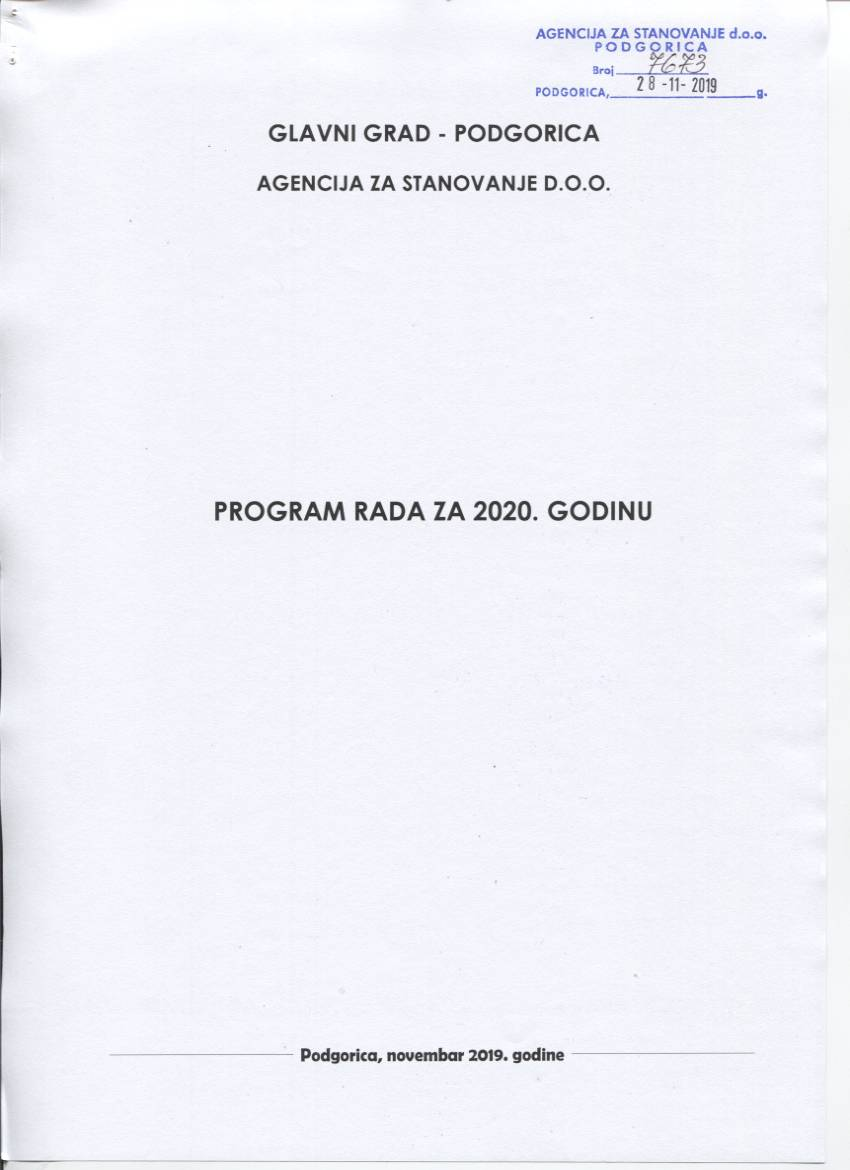 AGENCIJA ZA STANOVANJE d.o.o.
PODGORICA
Broj 7673
PODGORICA, 28-11-2019 g.
GLAVNI GRAD - PODGORICA
AGENCIJA ZA STANOVANJE D.O.O.
PROGRAM RADA ZA 2020. GODINU
Podgorica, novembar 2019. godine